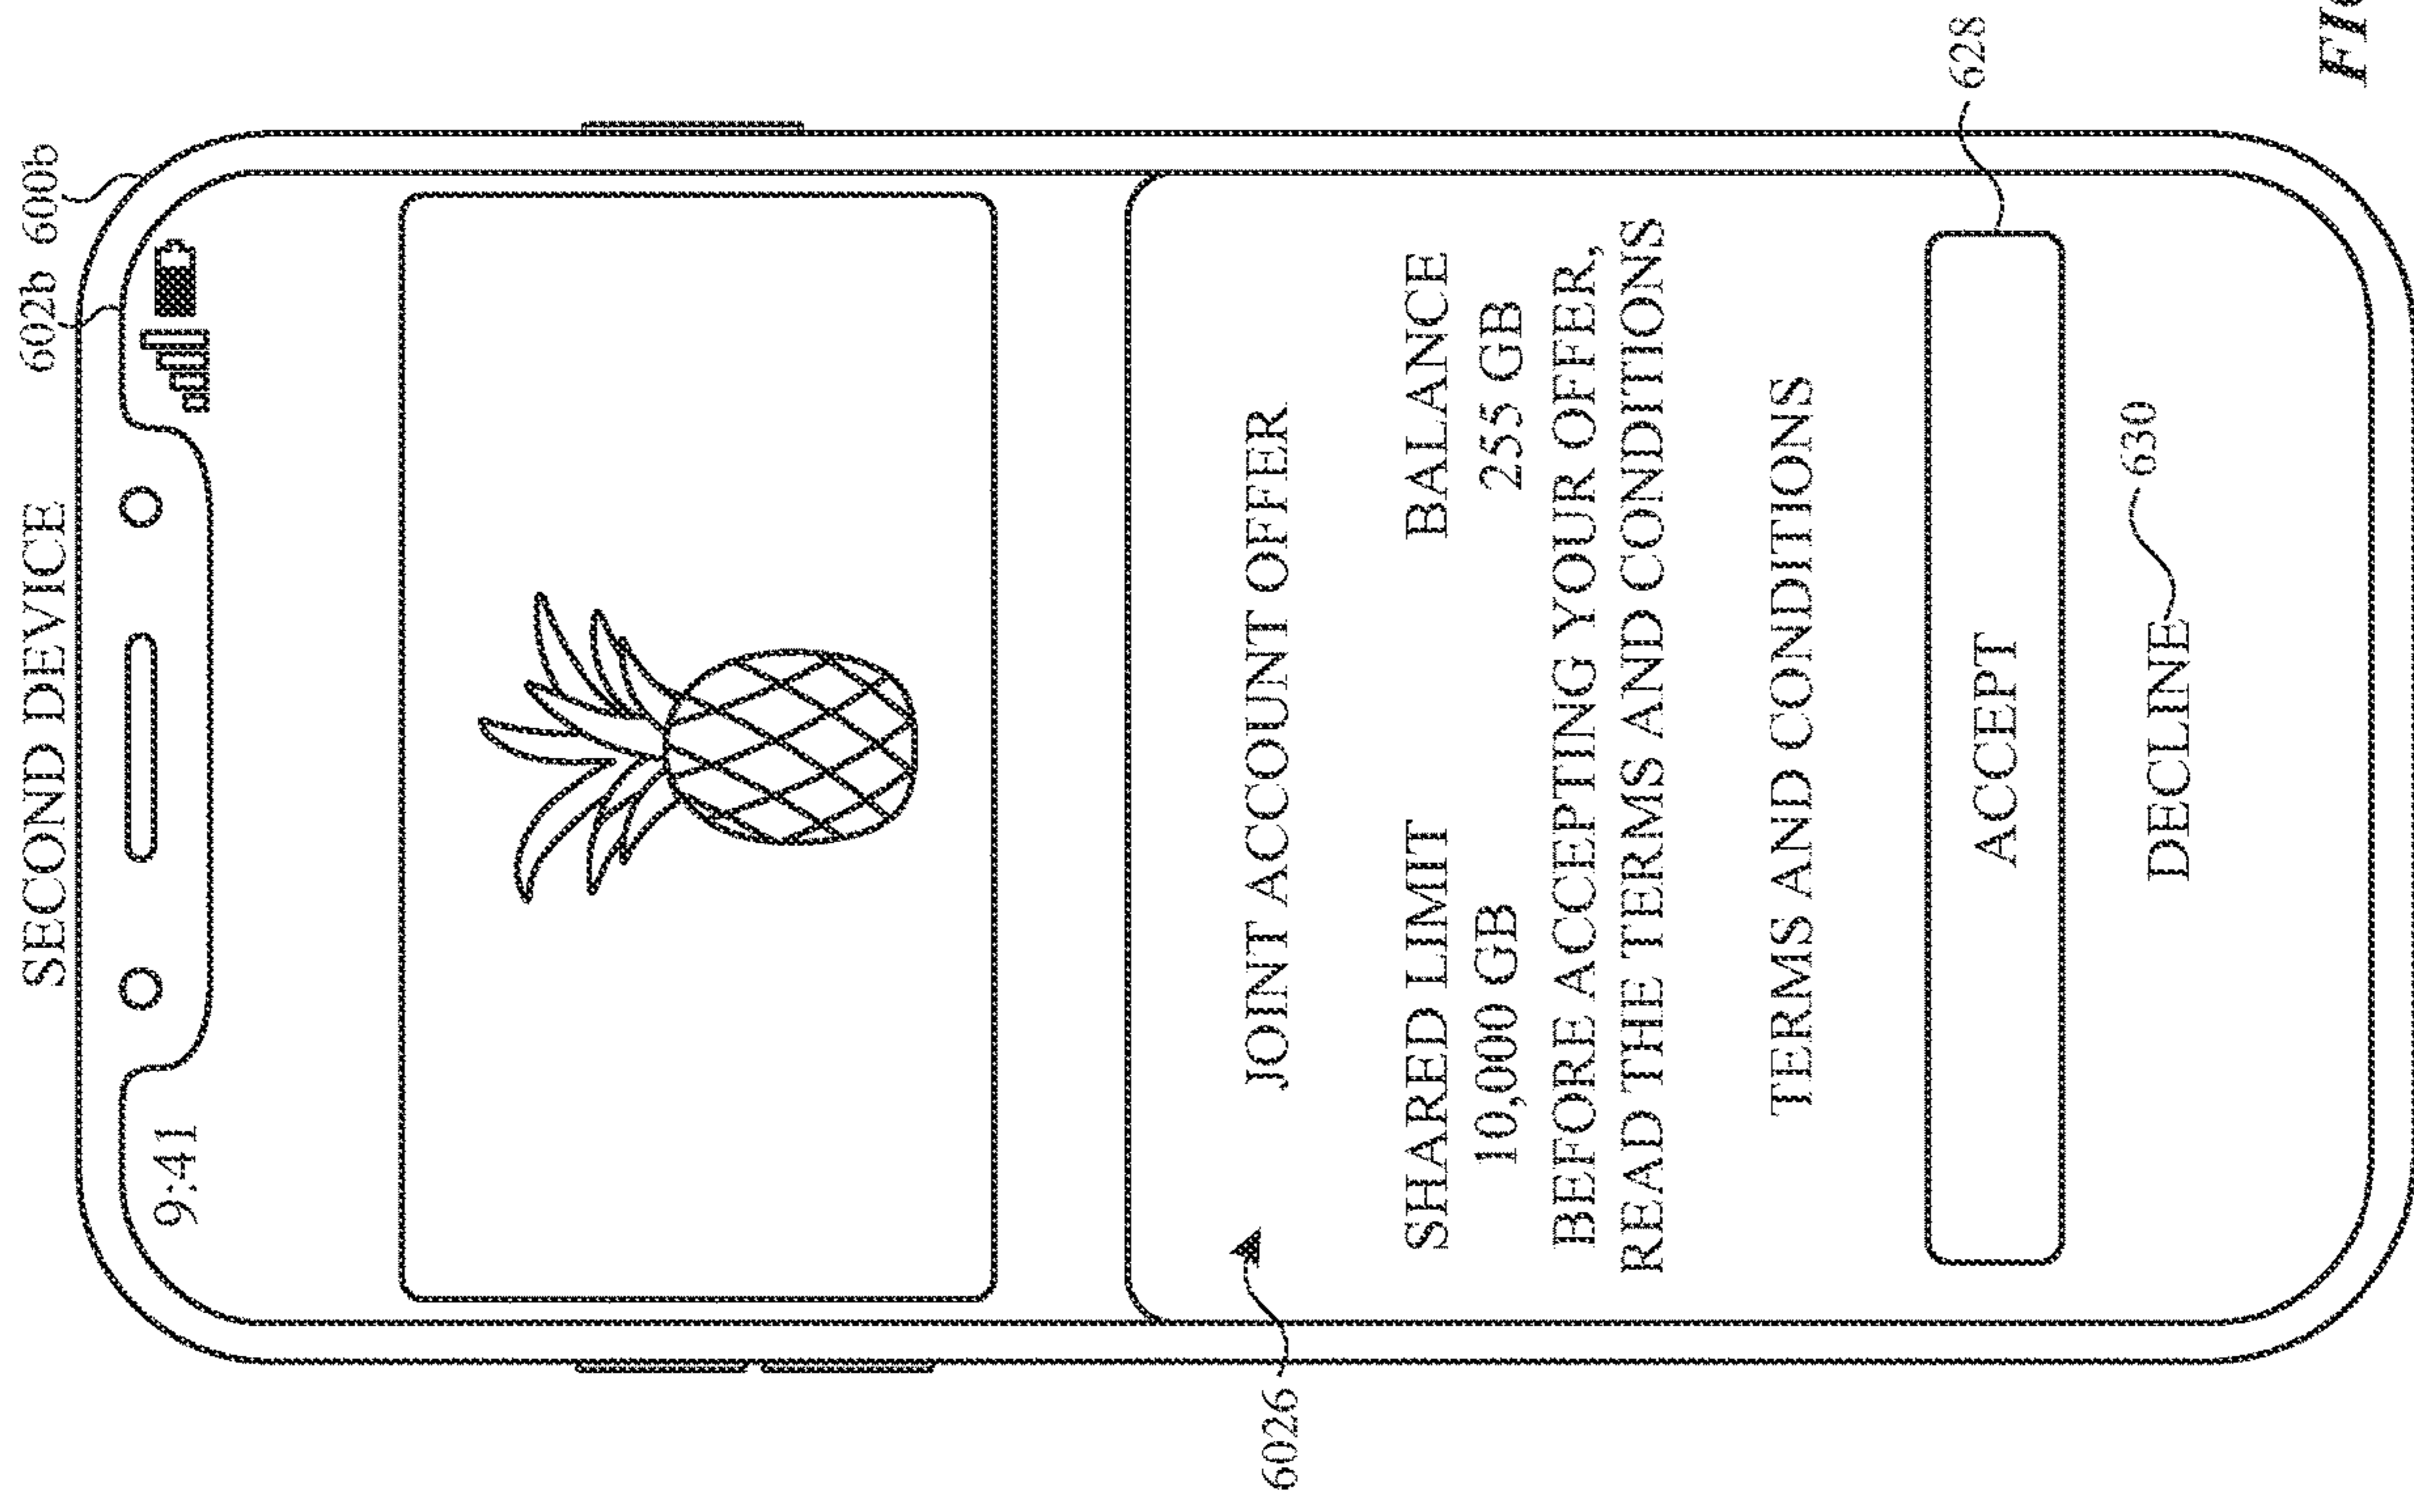 SECOND DEVICE
602b 600b
9:41
6026
JOINT ACCOUNT OFFER
SHARED LIMIT BALANCE
10,000 GB 255 GB
BEFORE ACCEPTING YOUR OFFER,
READ THE TERMS AND CONDITIONS
TERMS AND CONDITIONS
628
ACCEPT
630
DECLINE